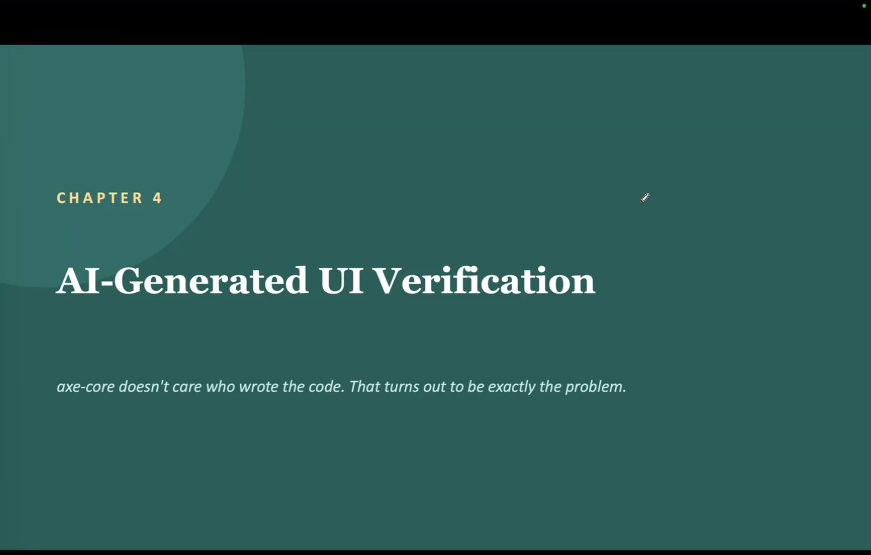 CHAPTER 4
AI-Generated UI Verification
axe-core doesn't care who wrote the code. That turns out to be exactly the problem.